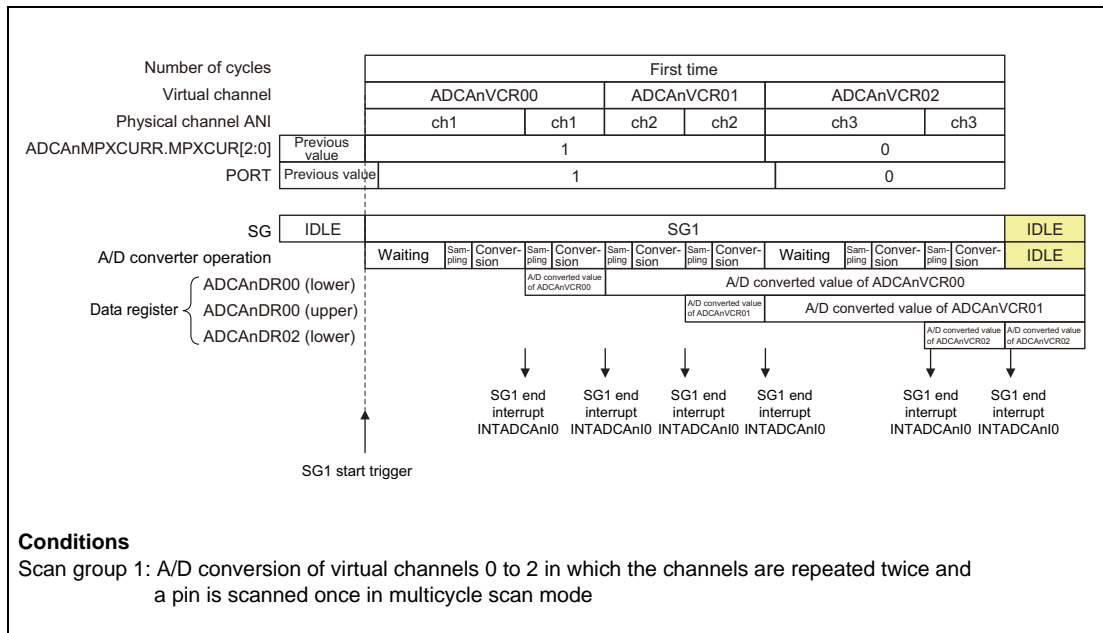 Number of cycles First time
Virtual channel ADCAnVCR00 ADCAnVCR01 ADCAnVCR02
Physical channel ANI ch1 ch1 ch2 ch2 ch3 ch3
ADCAnMPXCURR.MPXCUR[2:0] Previous value 1 0
PORT Previous value 1 0
SG IDLE SG1 IDLE
A/D converter operation Waiting Sam-pling Conver-sion Sam-pling Conver-sion Sam-pling Conver-sion Sam-pling Conver-sion Waiting Sam-pling Conver-sion Sam-pling Conver-sion IDLE
Data register
ADCAnDR00 (lower) A/D converted value of ADCAnVCR00 A/D converted value of ADCAnVCR00
ADCAnDR00 (upper) A/D converted value of ADCAnVCR01 A/D converted value of ADCAnVCR01
ADCAnDR02 (lower) A/D converted value of ADCAnVCR02 A/D converted value of ADCAnVCR02
SG1 end SG1 end SG1 end SG1 end SG1 end SG1 end
interrupt interrupt interrupt interrupt interrupt interrupt
INTADCAnI0 INTADCAnI0 INTADCAnI0 INTADCAnI0 INTADCAnI0 INTADCAnI0
SG1 start trigger
Conditions
Scan group 1: A/D conversion of virtual channels 0 to 2 in which the channels are repeated twice and
a pin is scanned once in multicycle scan mode